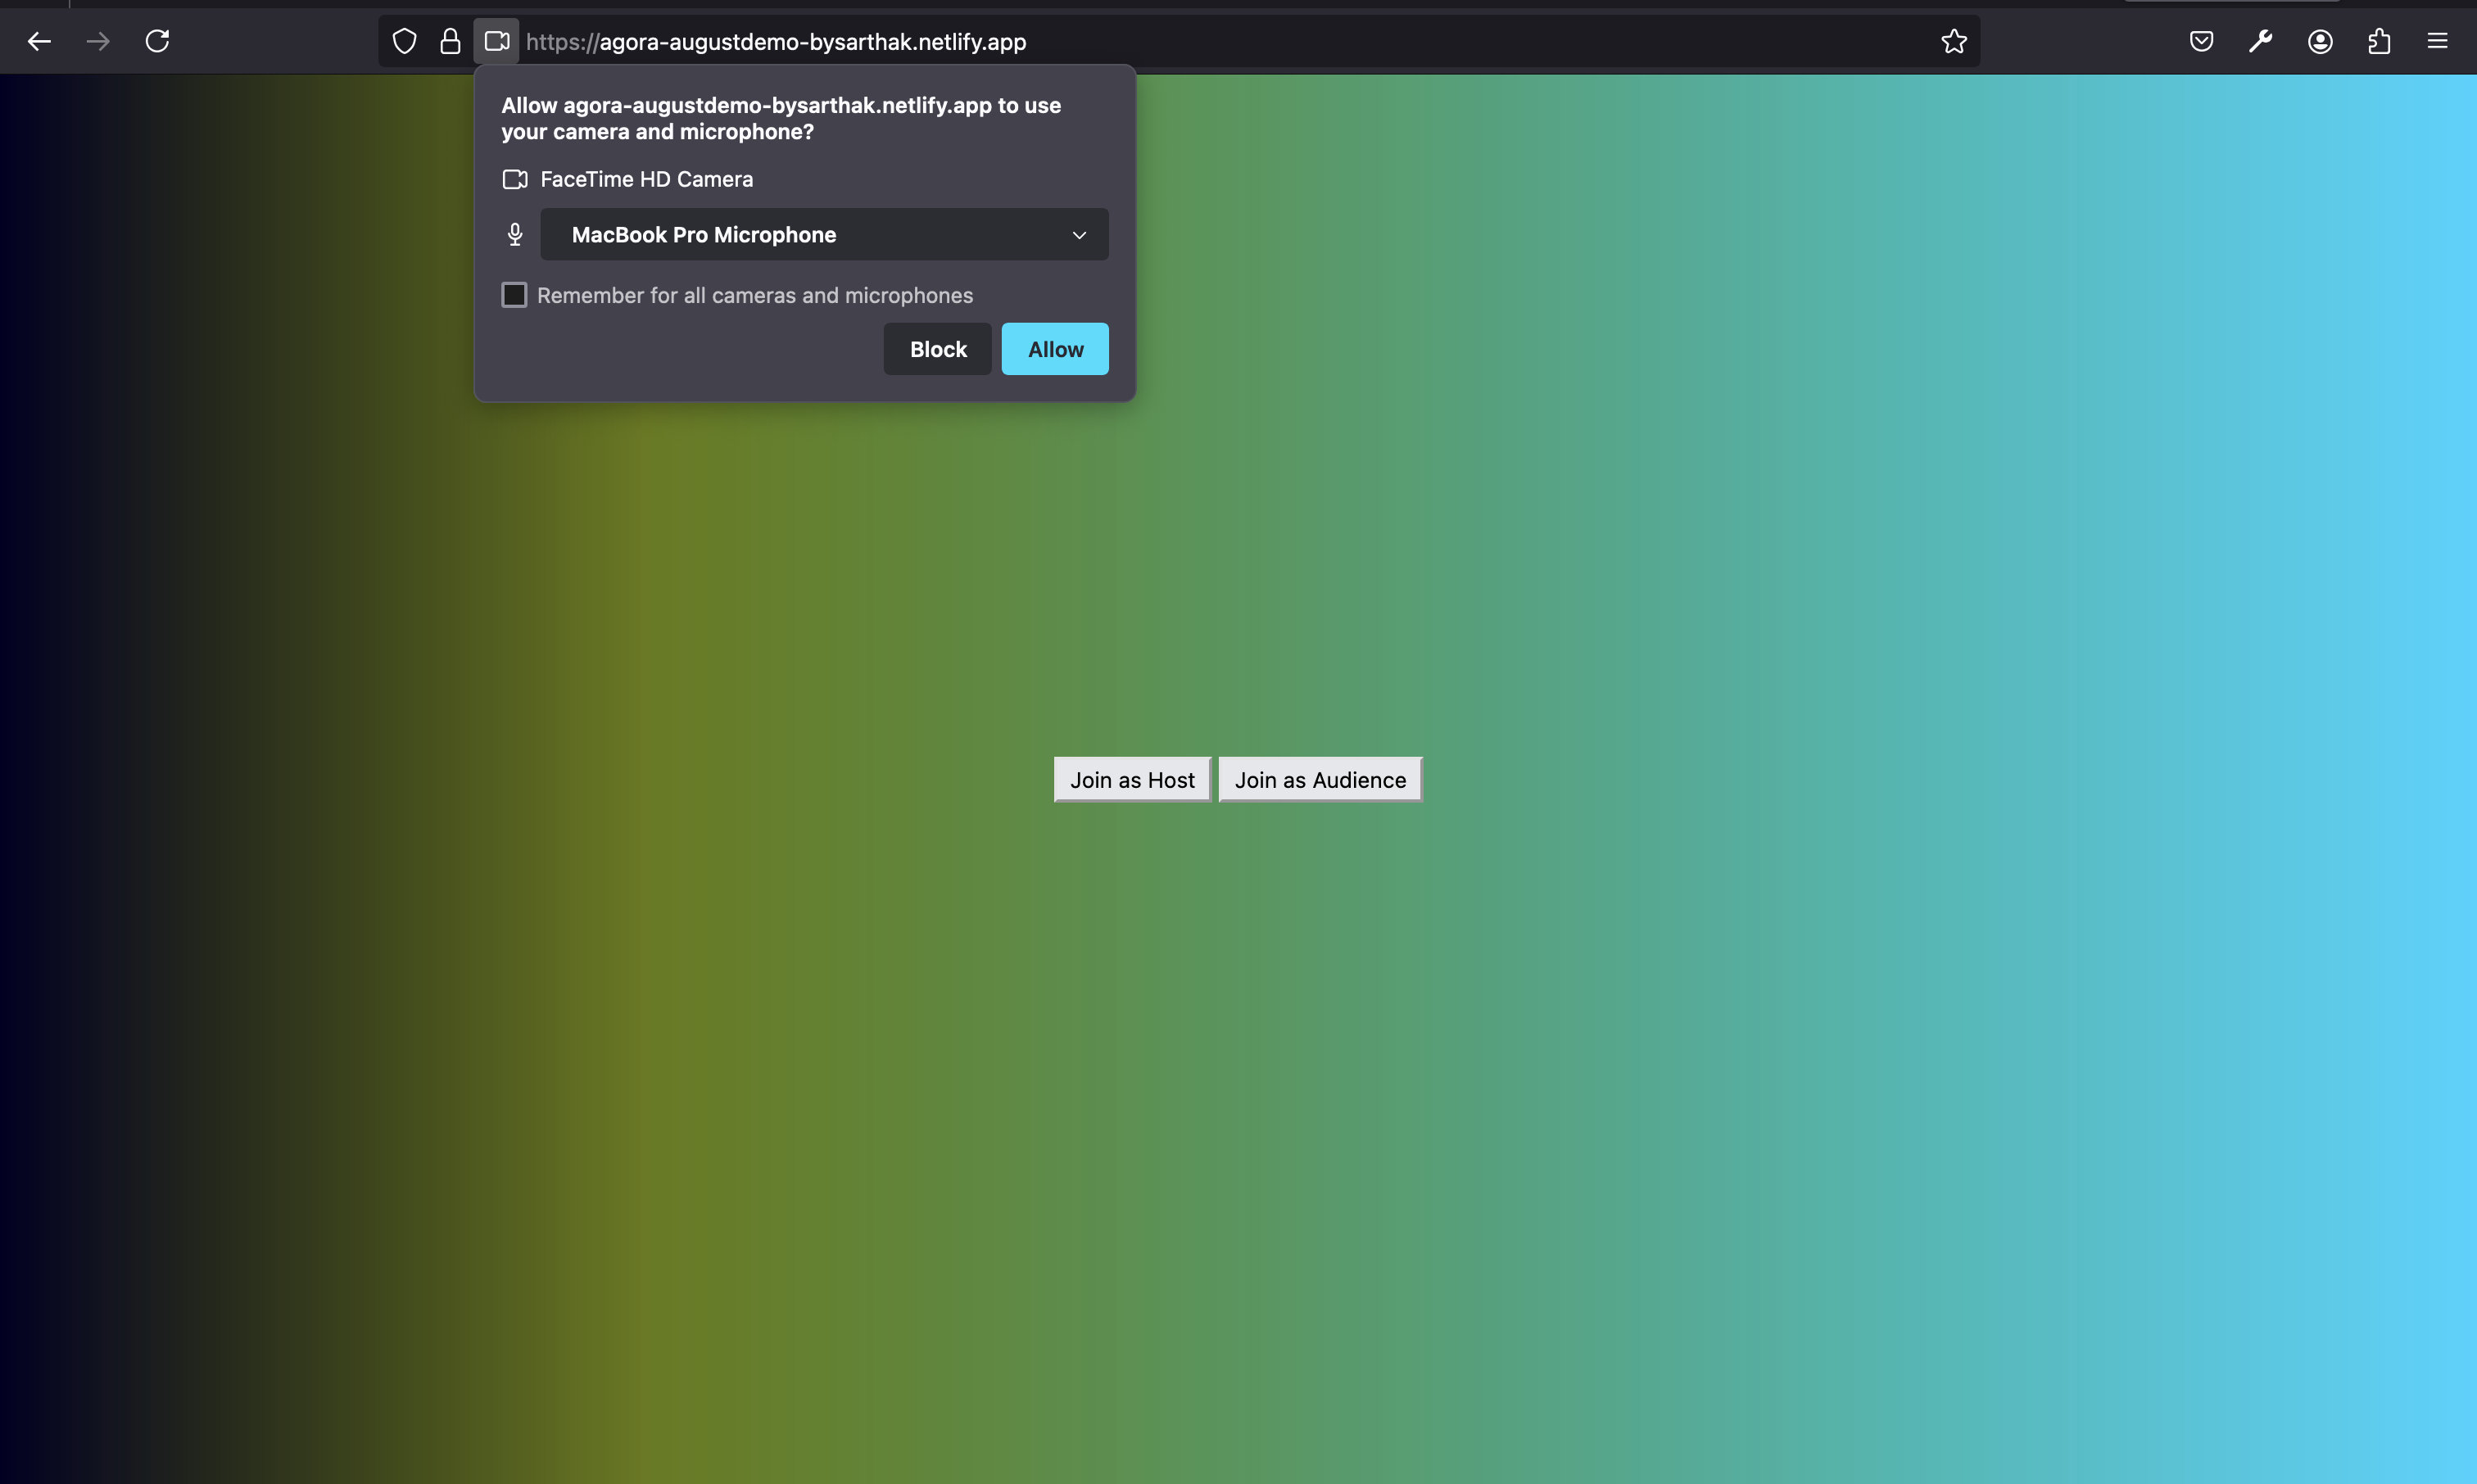 https://agora-augustdemo-bysarthak.netlify.app
Allow agora-augustdemo-bysarthak.netlify.app to use
your camera and microphone?
FaceTime HD Camera
MacBook Pro Microphone
Remember for all cameras and microphones
Block Allow
Join as Host Join as Audience